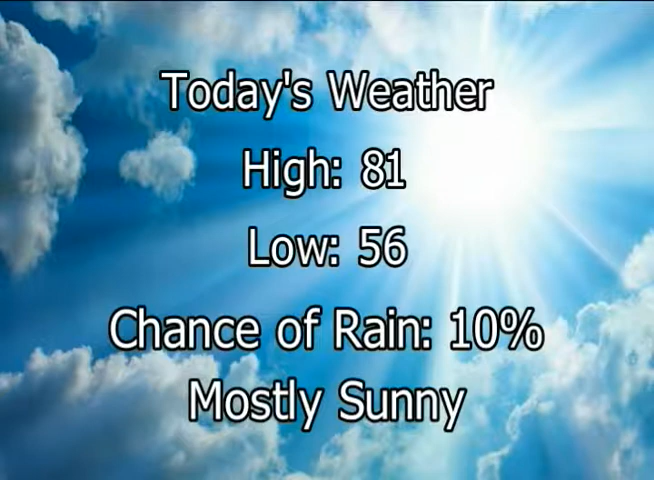 Today's Weather
High: 81
Low: 56
Chance of Rain: 10%
Mostly Sunny